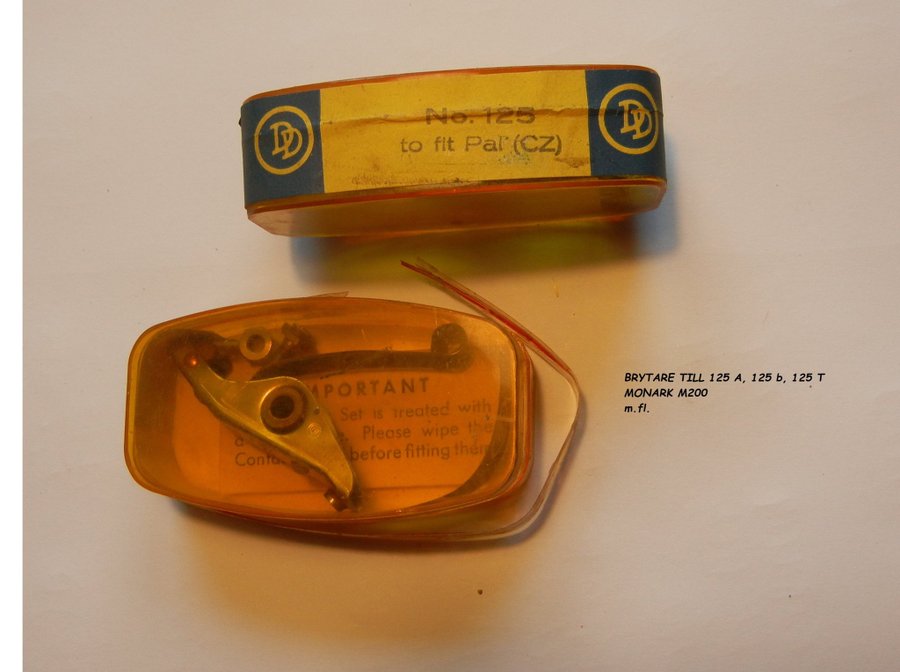 DD
No. 125
to fit Pal (CZ)
DD
IMPORTANT
Set is treated with
a
Please wipe the
before fitting them
BRYTARE TILL 125 A, 125 b, 125 T
MONARK M200
m.fl.